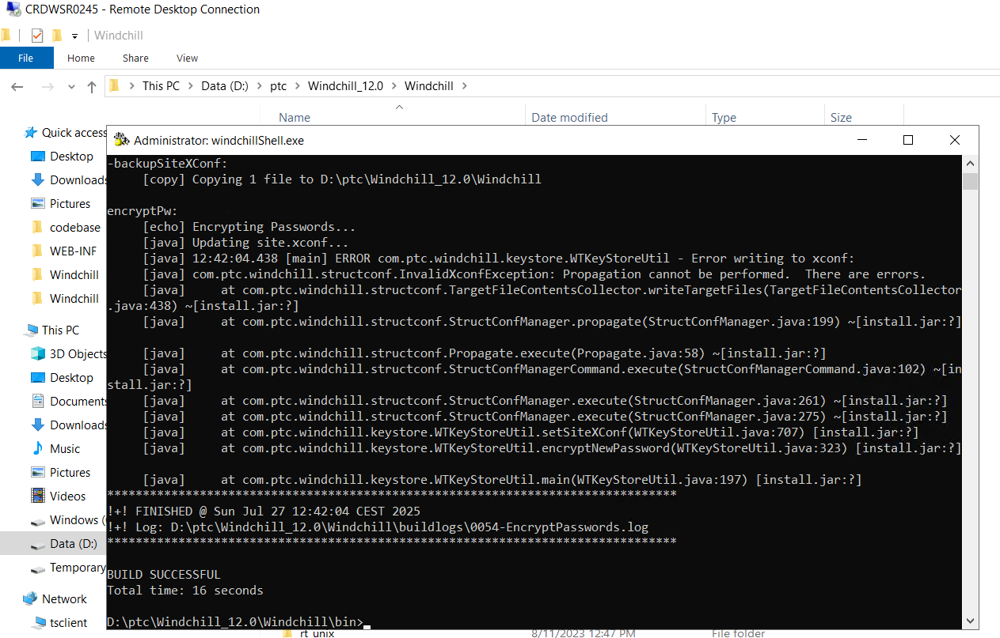 CRDWSR0245 - Remote Desktop Connection
Windchill
File Home Share View
This PC > Data (D:) > ptc > Windchill_12.0 > Windchill >
Name Date modified Type Size
Quick access
Desktop
Downloads
Pictures
codebase
WEB-INF
Windchill
Windchill
This PC
3D Objects
Desktop
Documents
Downloads
Music
Pictures
Videos
Windows (
Data (D:)
Temporary
Network
tsclient
Administrator: windchillShell.exe
-backupSiteXConf:
[copy] Copying 1 file to D:\ptc\Windchill_12.0\Windchill
encryptPw:
[echo] Encrypting Passwords...
[java] Updating site.xconf...
[java] 12:42:04.438 [main] ERROR com.ptc.windchill.keystore.WTKeyStoreUtil - Error writing to xconf:
[java] com.ptc.windchill.structconf.InvalidXconfException: Propagation cannot be performed.  There are errors.
[java]     at com.ptc.windchill.structconf.TargetFileContentsCollector.writeTargetFiles(TargetFileContentsCollector
.java:438) ~[install.jar:?]
[java]     at com.ptc.windchill.structconf.StructConfManager.propagate(StructConfManager.java:199) ~[install.jar:?]
[java]     at com.ptc.windchill.structconf.Propagate.execute(Propagate.java:58) ~[install.jar:?]
[java]     at com.ptc.windchill.structconf.StructConfManagerCommand.execute(StructConfManagerCommand.java:102) ~[in
stall.jar:?]
[java]     at com.ptc.windchill.structconf.StructConfManager.execute(StructConfManager.java:261) ~[install.jar:?]
[java]     at com.ptc.windchill.structconf.StructConfManager.execute(StructConfManager.java:275) ~[install.jar:?]
[java]     at com.ptc.windchill.keystore.WTKeyStoreUtil.setSiteXConf(WTKeyStoreUtil.java:707) [install.jar:?]
[java]     at com.ptc.windchill.keystore.WTKeyStoreUtil.encryptNewPassword(WTKeyStoreUtil.java:323) [install.jar:?]
[java]     at com.ptc.windchill.keystore.WTKeyStoreUtil.main(WTKeyStoreUtil.java:197) [install.jar:?]
********************************************************************************
!+! FINISHED @ Sun Jul 27 12:42:04 CEST 2025
!+! Log: D:\ptc\Windchill_12.0\Windchill\buildlogs\0054-EncryptPasswords.log
********************************************************************************
BUILD SUCCESSFUL
Total time: 16 seconds
D:\ptc\Windchill_12.0\Windchill\bin>
rt_unix 8/11/2023 12:47 PM File folder